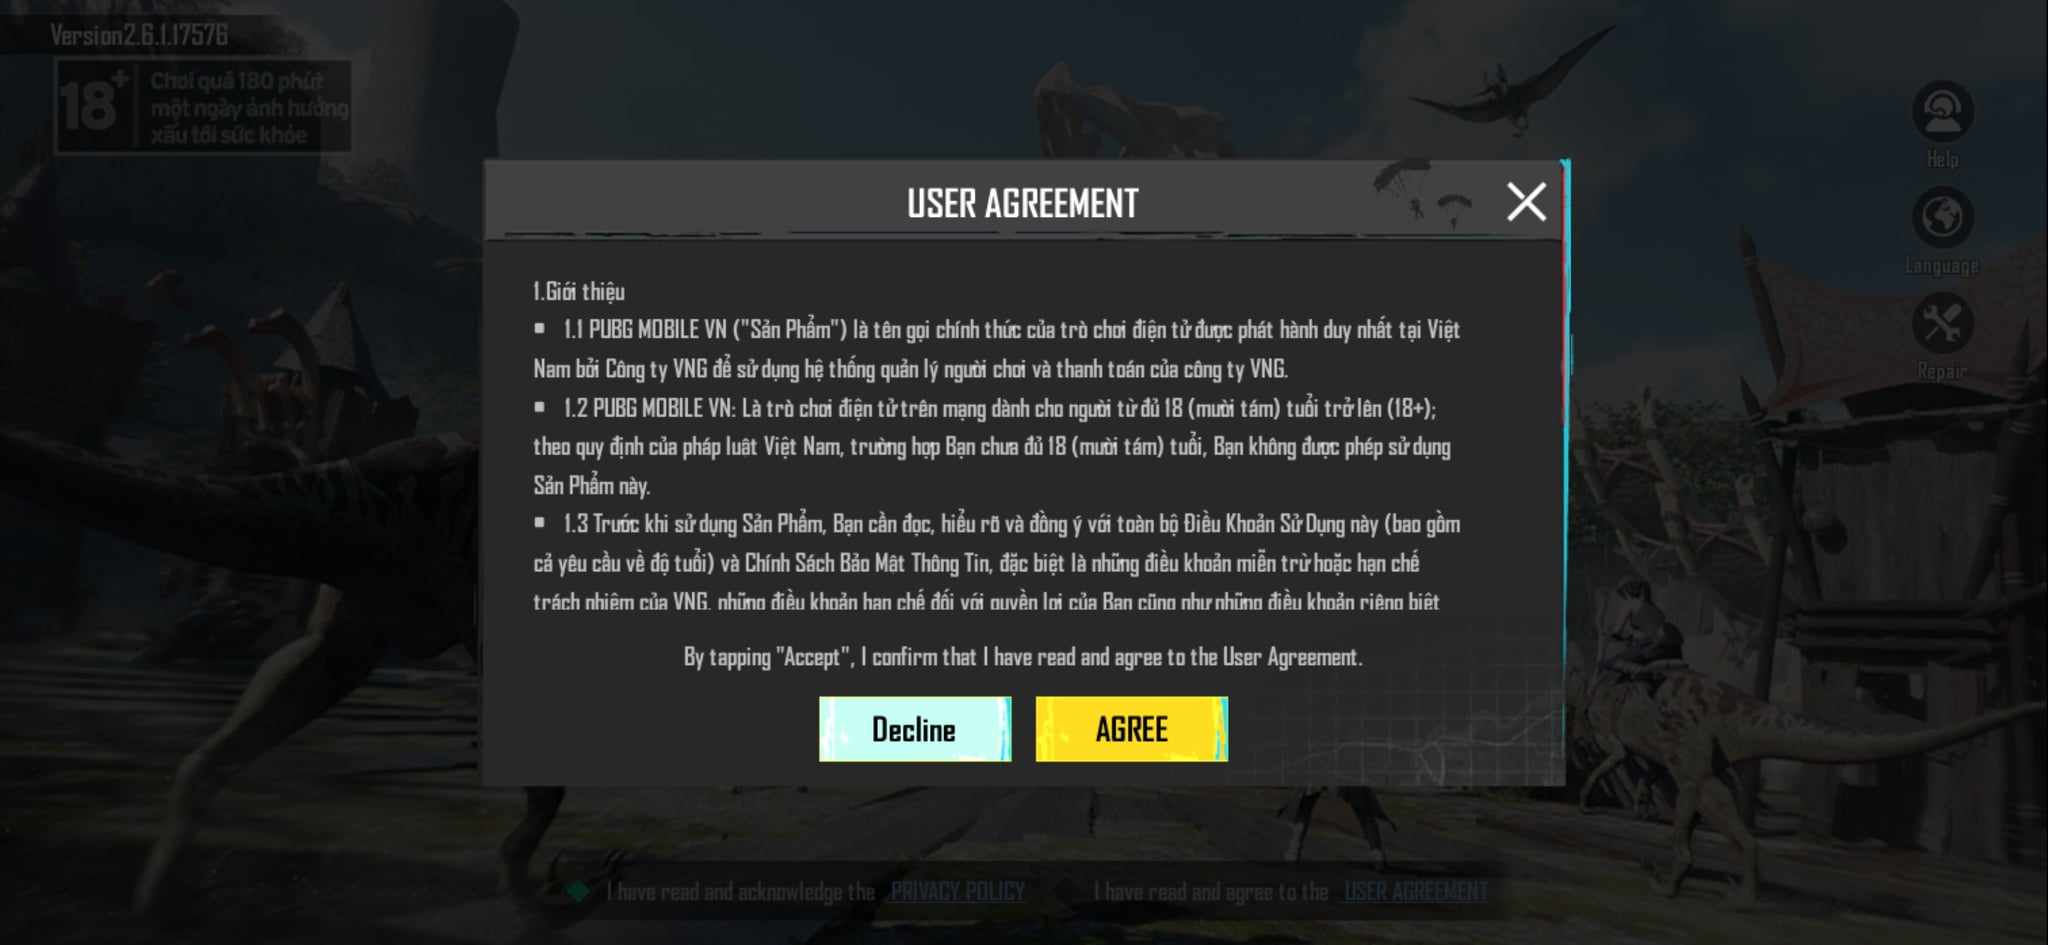 Version2.6.1.17576
18+
Chơi quá 180 phút
một ngày ảnh hưởng
xấu tới sức khỏe
Help
Language
Repair
USER AGREEMENT
1.Giới thiệu
▪ 1.1 PUBG MOBILE VN ("Sản Phẩm") là tên gọi chính thức của trò chơi điện tử được phát hành duy nhất tại Việt
Nam bởi Công ty VNG để sử dụng hệ thống quản lý người chơi và thanh toán của công ty VNG.
▪ 1.2 PUBG MOBILE VN: Là trò chơi điện tử trên mạng dành cho người từ đủ 18 (mười tám) tuổi trở lên (18+);
theo quy định của pháp luật Việt Nam, trường hợp Bạn chưa đủ 18 (mười tám) tuổi, Bạn không được phép sử dụng
Sản Phẩm này.
▪ 1.3 Trước khi sử dụng Sản Phẩm, Bạn cần đọc, hiểu rõ và đồng ý với toàn bộ Điều Khoản Sử Dụng này (bao gồm
cả yêu cầu về độ tuổi) và Chính Sách Bảo Mật Thông Tin, đặc biệt là những điều khoản miễn trừ hoặc hạn chế
trách nhiệm của VNG, những điều khoản hạn chế đối với quyền lợi của Bạn cũng như những điều khoản riêng biệt
By tapping "Accept", I confirm that I have read and agree to the User Agreement.
Decline
AGREE
I have read and acknowledge the PRIVACY POLICY
I have read and agree to the USER AGREEMENT